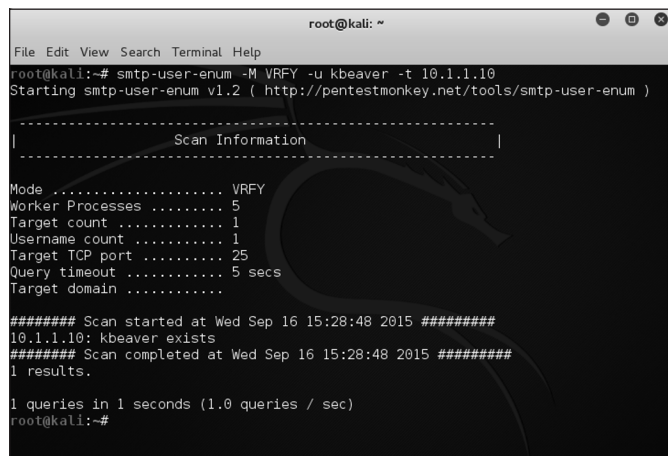 root@kali: ~
File Edit View Search Terminal Help
root@kali:~# smtp-user-enum -M VRFY -u kbeaver -t 10.1.1.10
Starting smtp-user-enum v1.2 ( http://pentestmonkey.net/tools/smtp-user-enum )
----------------------------------------------------------
|                   Scan Information                       |
----------------------------------------------------------
Mode ..................... VRFY
Worker Processes ......... 5
Target count ............. 1
Username count ........... 1
Target TCP port .......... 25
Query timeout ............ 5 secs
Target domain ............
######## Scan started at Wed Sep 16 15:28:48 2015 #########
10.1.1.10: kbeaver exists
######## Scan completed at Wed Sep 16 15:28:48 2015 #########
1 results.
1 queries in 1 seconds (1.0 queries / sec)
root@kali:~#